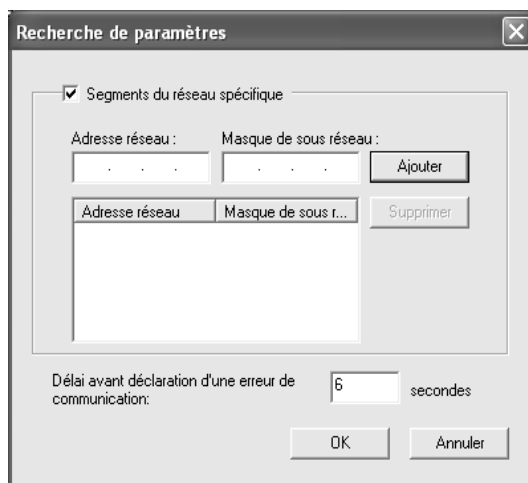 Recherche de paramètres
Segments du réseau spécifique
Adresse réseau : Masque de sous réseau :
. . . . . . Ajouter
Adresse réseau Masque de sous r... Supprimer
Délai avant déclaration d'une erreur de
communication: 6 secondes
OK Annuler